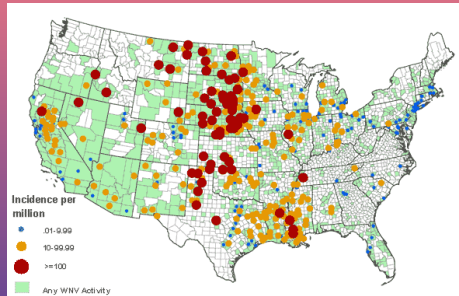 Incidence per
million
.01-9.99
10-99.99
>=100
Any WNV Activity